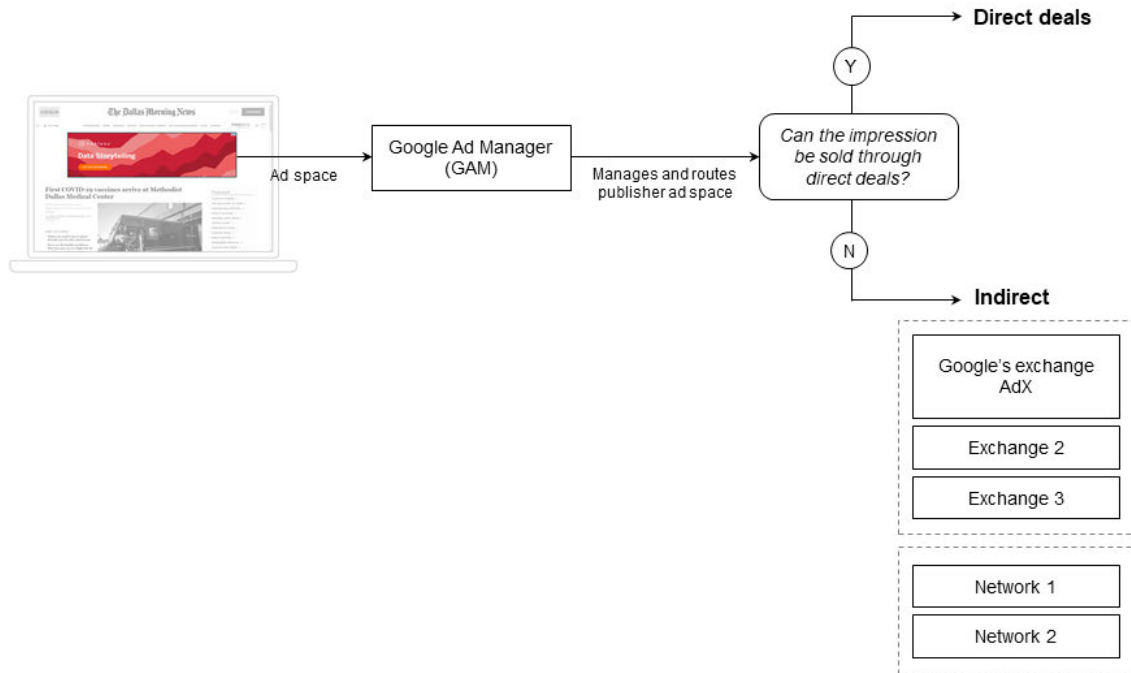 Direct deals
Y
The Dallas Morning News
Data Storytelling
First COVID-19 vaccines arrive at Methodist
Dallas Medical Center
Ad space
Google Ad Manager
(GAM)
Manages and routes
publisher ad space
Can the impression
be sold through
direct deals?
N
Indirect
Google’s exchange
AdX
Exchange 2
Exchange 3
Network 1
Network 2